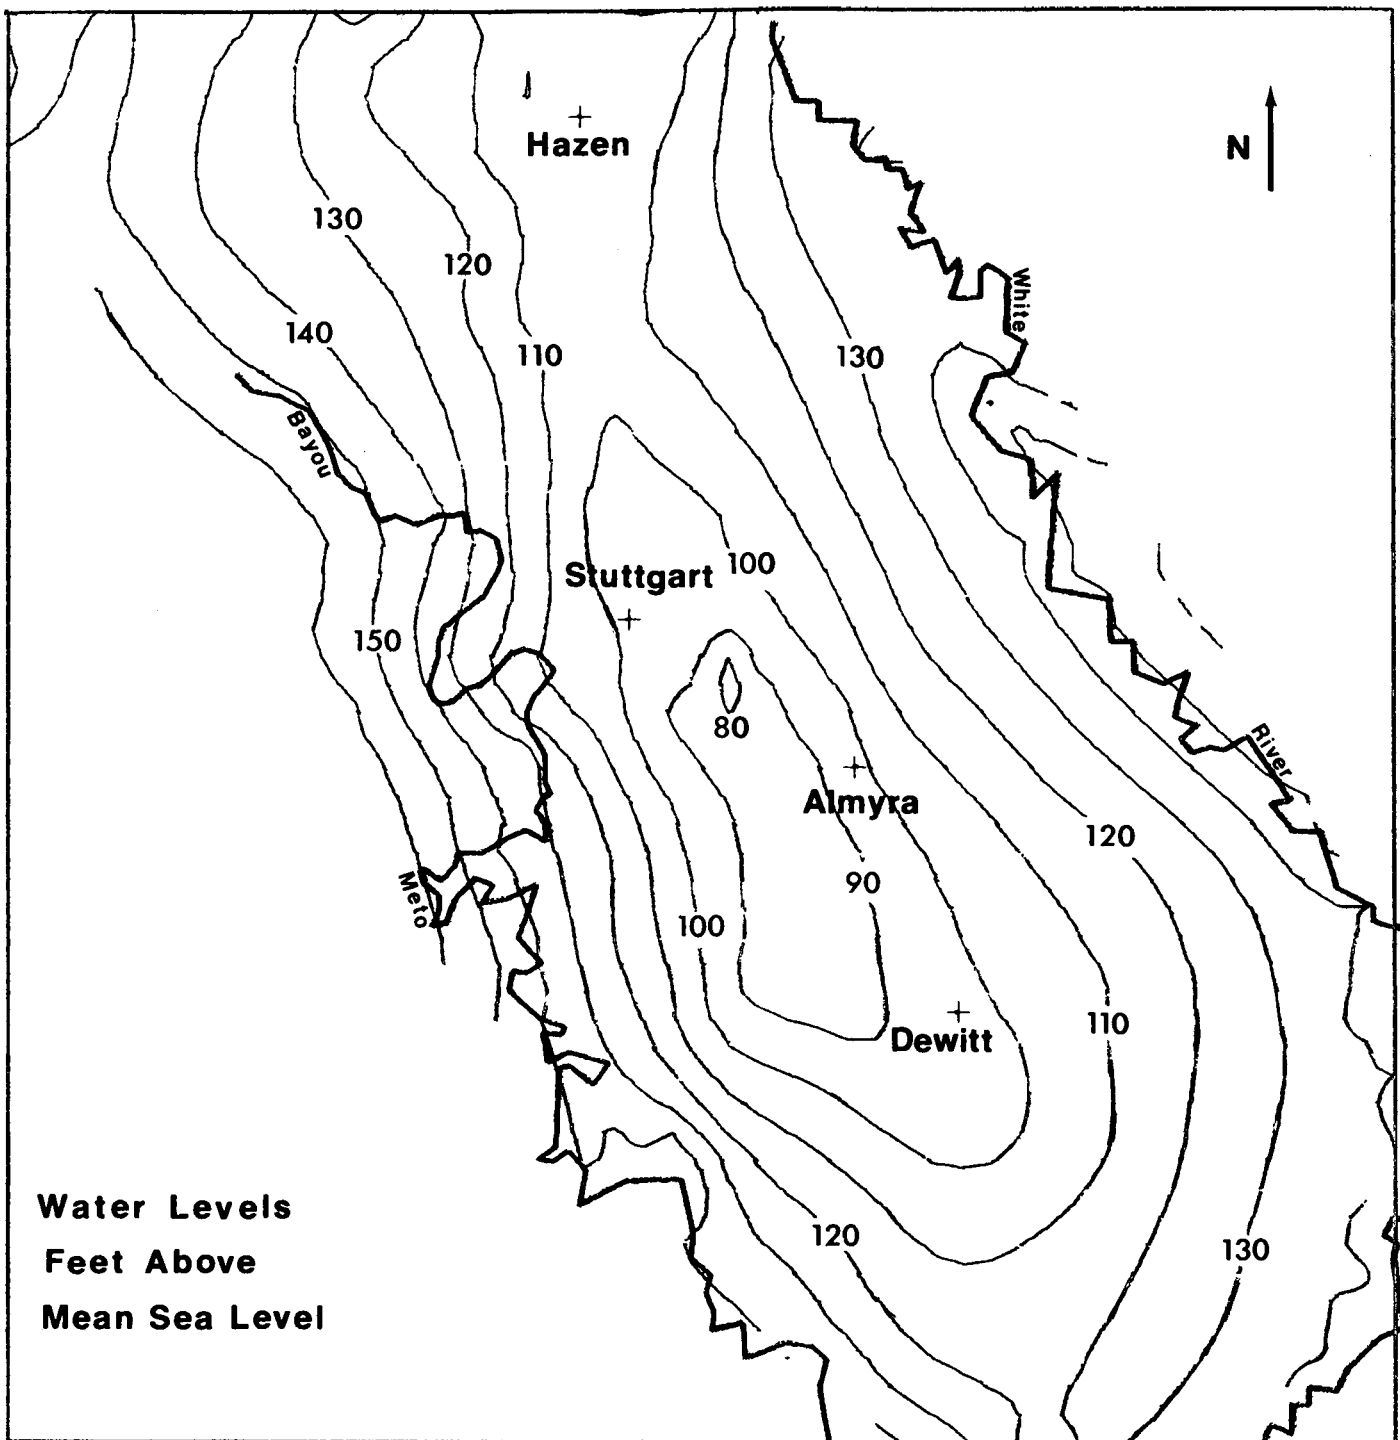 N
Hazen
130
120
White
140
110
130
Bayou
100
Stuttgart
150
80
River
Almyra
120
90
Meto
100
110
Dewitt
Water Levels
Feet Above
Mean Sea Level
120
130